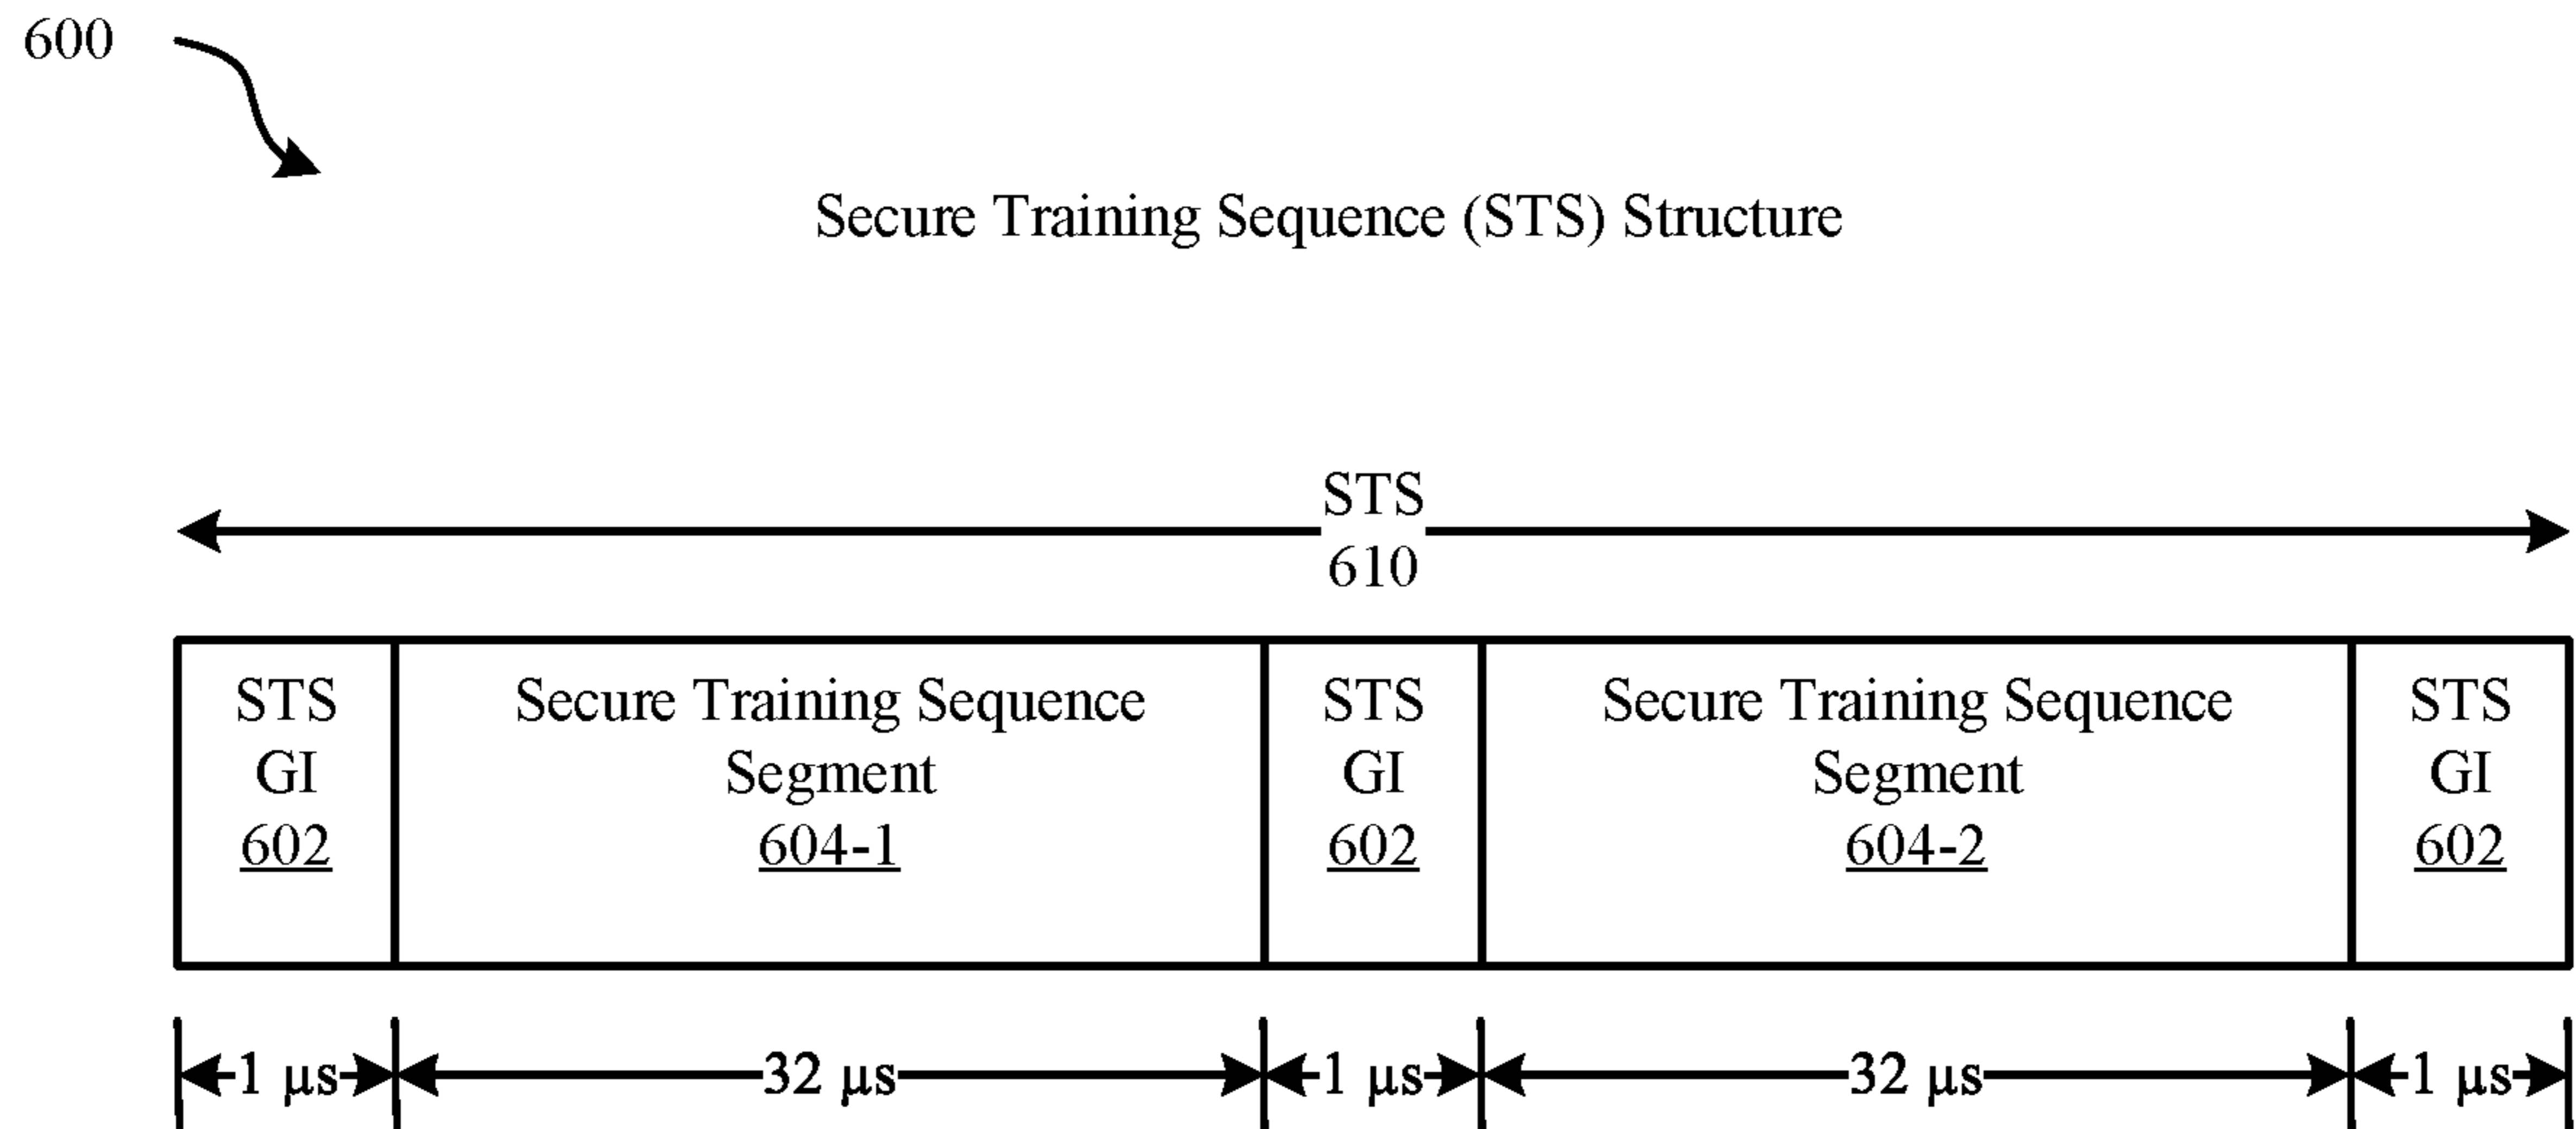 600
Secure Training Sequence (STS) Structure
STS
610
STS
GI
602
Secure Training Sequence
Segment
604-1
STS
GI
602
Secure Training Sequence
Segment
604-2
STS
GI
602
1 μs
32 μs
1 μs
32 μs
1 μs